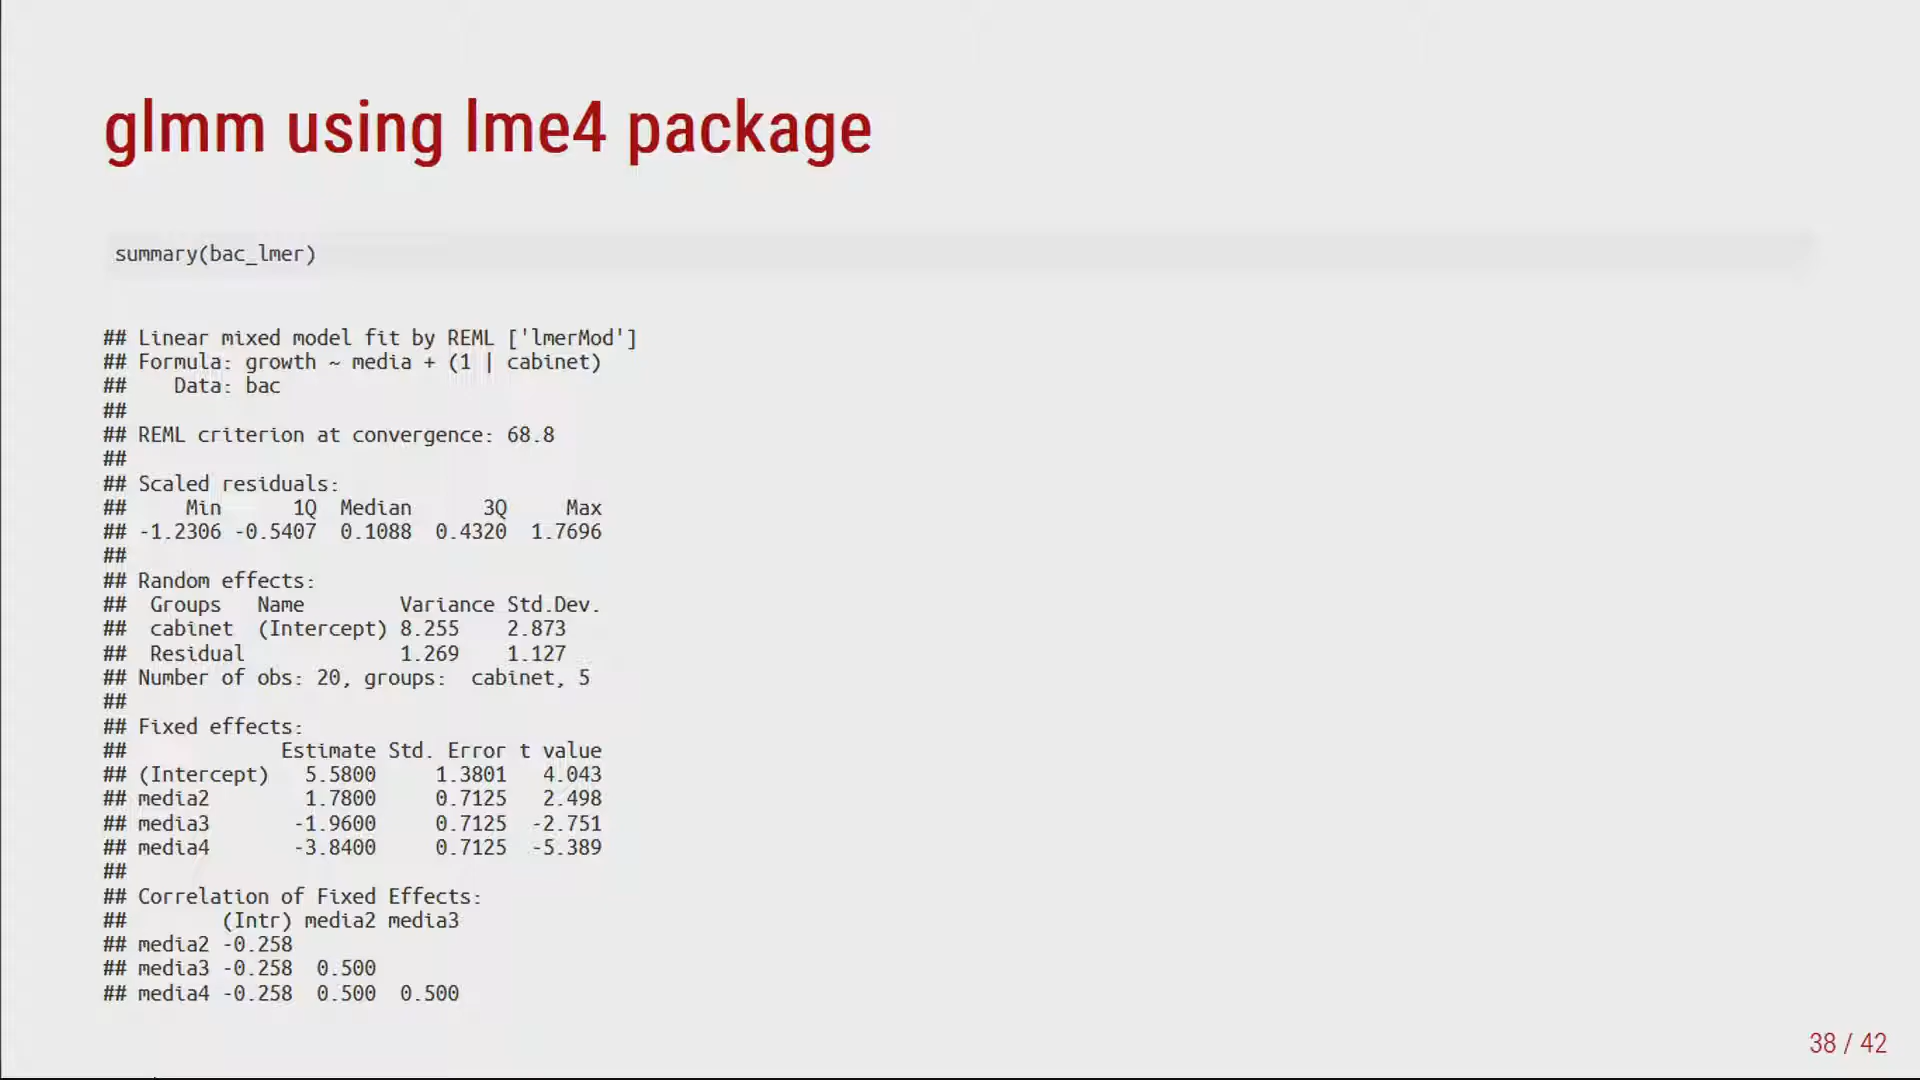 glmm using lme4 package
summary(bac_lmer)
## Linear mixed model fit by REML ['lmerMod']
## Formula: growth ~ media + (1 | cabinet)
##    Data: bac
##
## REML criterion at convergence: 68.8
##
## Scaled residuals:
##     Min      1Q  Median      3Q     Max
## -1.2306 -0.5407  0.1088  0.4320  1.7696
##
## Random effects:
##  Groups   Name        Variance Std.Dev.
##  cabinet  (Intercept) 8.255    2.873
##  Residual             1.269    1.127
## Number of obs: 20, groups:  cabinet, 5
##
## Fixed effects:
##             Estimate Std. Error t value
## (Intercept)   5.5800     1.3801   4.043
## media2        1.7800     0.7125   2.498
## media3       -1.9600     0.7125  -2.751
## media4       -3.8400     0.7125  -5.389
##
## Correlation of Fixed Effects:
##        (Intr) media2 media3
## media2 -0.258
## media3 -0.258  0.500
## media4 -0.258  0.500  0.500
38 / 42